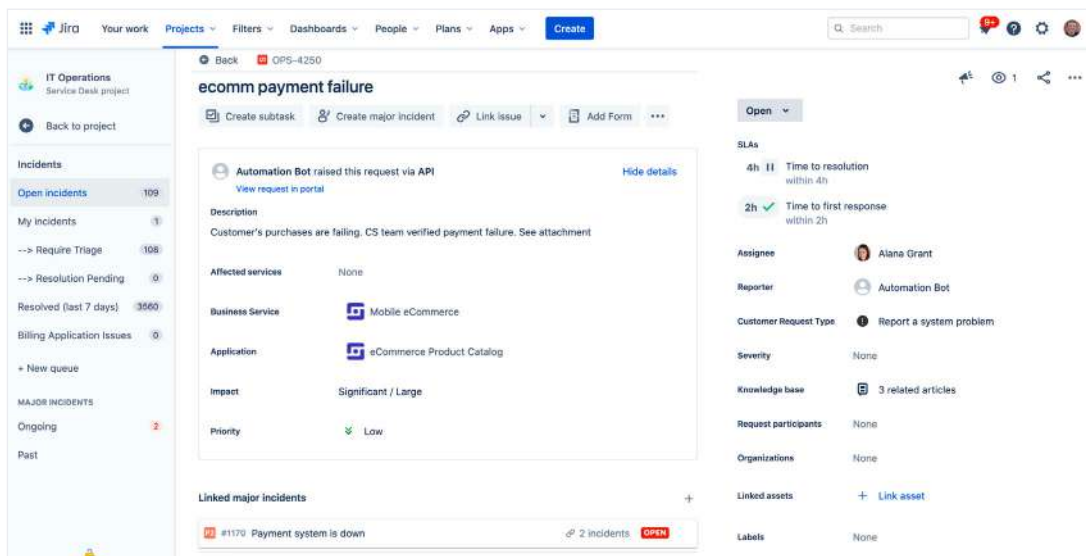 Jira Your work Projects Filters Dashboards People Plans Apps Create Search 9+
IT Operations
Service Desk project
Back to project
Incidents
Open incidents 109
My incidents 1
--> Require Triage 108
--> Resolution Pending 0
Resolved (last 7 days) 3560
Billing Application Issues 0
+ New queue
MAJOR INCIDENTS
Ongoing 2
Past
Back OPS-4250
ecomm payment failure
Create subtask Create major incident Link issue Add Form
Automation Bot raised this request via API Hide details
View request in portal
Description
Customer's purchases are failing. CS team verified payment failure. See attachment
Affected services None
Business Service Mobile eCommerce
Application eCommerce Product Catalog
Impact Significant / Large
Priority Low
Linked major incidents +
#1170 Payment system is down 2 incidents OPEN
1
Open
SLAs
4h Time to resolution
within 4h
2h Time to first response
within 2h
Assignee Alana Grant
Reporter Automation Bot
Customer Request Type Report a system problem
Severity None
Knowledge base 3 related articles
Request participants None
Organizations None
Linked assets + Link asset
Labels None